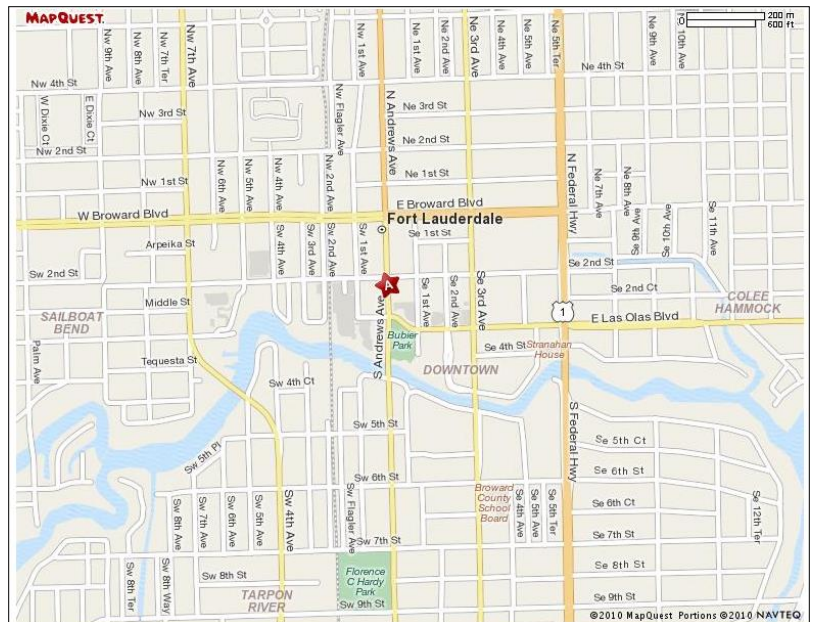 MAPQUEST.
200 m
600 ft
Nw 9th Ave
Nw 8th Ave
Nw 7th Ter
Nw 7th Ave
Nw 1st Ave
Ne 1st Ave
Ne 2nd Ave
Ne 3rd Ave
Ne 4th Ave
Ne 5th Ave
Ne 5th Ter
Ne 9th Ave
10th Ave
Nw 4th St
Ne 4th St
W Dixie Ct
E Dixie Ct
Nw 3rd St
Nw Flagler Ave
N Andrews Ave
Ne 3rd St
Nw 2nd St
Ne 2nd St
Nw 1st St
Nw 6th Ave
Nw 5th Ave
Nw 4th Ave
Nw 2nd Ave
Ne 1st St
N Federal Hwy
Ne 7th Ave
Ne 8th Ave
W Broward Blvd
E Broward Blvd
Fort Lauderdale
Se 1st St
Se 9th Ave
Se 10th Ave
Se 11th Ave
Arpeika St
Sw 4th Ave
Sw 3rd Ave
Sw 2nd Ave
Sw 1st Ave
Sw 2nd St
Se 2nd St
A
Se 1st Ave
Se 2nd Ave
Se 3rd Ave
Se 2nd Ct
Middle St
SAILBOAT
BEND
COLEE
HAMMOCK
1
E Las Olas Blvd
S Andrews Ave
Bubier
Park
Se 4th St
Stranahan
House
Palm Ave
Tequesta St
DOWNTOWN
Sw 4th Ct
S Federal Hwy
Sw 5th St
Sw 5th Pl
Se 5th Ct
Sw 6th St
Se 6th St
Broward
County
School
Board
Se 4th Ave
Se 5th Ave
Se 5th Ter
Se 6th Ct
Se 12th Ter
Sw 8th Ave
Sw 7th Ave
Sw 6th Ave
Sw 5th Ave
Sw 4th Ave
Sw Flagler Ave
Sw 7th St
Se 7th St
Sw 8th Ter
Sw 8th Way
Sw 8th St
Florence
C Hardy
Park
Se 8th St
TARPON
RIVER
Sw 9th St
Se 9th St
©2010 MapQuest Portions ©2010 NAVTEQ